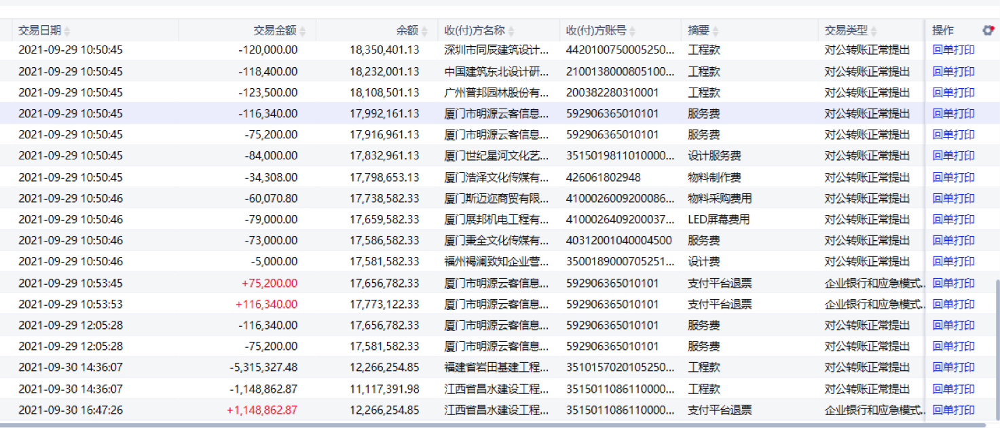 交易日期 交易金额 余额 收(付)方名称 收(付)方账号 摘要 交易类型 操作
2021-09-29 10:50:45 -120,000.00 18,350,401.13 深圳市同辰建筑设计... 4420100750005250... 工程款 对公转账正常提出 回单打印
2021-09-29 10:50:45 -118,400.00 18,232,001.13 中国建筑东北设计研... 2100138000805100... 工程款 对公转账正常提出 回单打印
2021-09-29 10:50:45 -123,500.00 18,108,501.13 广州普邦园林股份有... 200382280310001 工程款 对公转账正常提出 回单打印
2021-09-29 10:50:45 -116,340.00 17,992,161.13 厦门市明源云客信息... 592906365010101 服务费 对公转账正常提出 回单打印
2021-09-29 10:50:45 -75,200.00 17,916,961.13 厦门市明源云客信息... 592906365010101 服务费 对公转账正常提出 回单打印
2021-09-29 10:50:45 -84,000.00 17,832,961.13 厦门世纪星河文化艺... 3515019811010000... 设计服务费 对公转账正常提出 回单打印
2021-09-29 10:50:45 -34,308.00 17,798,653.13 厦门浩泽文化传媒有... 426061802948 物料制作费 对公转账正常提出 回单打印
2021-09-29 10:50:46 -60,070.80 17,738,582.33 厦门斯迈迩商贸有限... 4100026009200086... 物料采购费用 对公转账正常提出 回单打印
2021-09-29 10:50:46 -79,000.00 17,659,582.33 厦门展邦机电工程有... 4100026409200037... LED屏幕费用 对公转账正常提出 回单打印
2021-09-29 10:50:46 -73,000.00 17,586,582.33 厦门秉全文化传媒有... 40312001040004500 服务费 对公转账正常提出 回单打印
2021-09-29 10:50:46 -5,000.00 17,581,582.33 福州褐澜致知企业营... 3500189000705251... 设计费 对公转账正常提出 回单打印
2021-09-29 10:53:45 +75,200.00 17,656,782.33 厦门市明源云客信息... 592906365010101 支付平台退票 企业银行和应急模式.. 回单打印
2021-09-29 10:53:53 +116,340.00 17,773,122.33 厦门市明源云客信息... 592906365010101 支付平台退票 企业银行和应急模式.. 回单打印
2021-09-29 12:05:28 -116,340.00 17,656,782.33 厦门市明源云客信息... 592906365010101 服务费 对公转账正常提出 回单打印
2021-09-29 12:05:28 -75,200.00 17,581,582.33 厦门市明源云客信息... 592906365010101 服务费 对公转账正常提出 回单打印
2021-09-30 14:36:07 -5,315,327.48 12,266,254.85 福建省岩田基建工程... 3510157020105250... 工程款 对公转账正常提出 回单打印
2021-09-30 14:36:07 -1,148,862.87 11,117,391.98 江西省昌水建设工程... 3515011086110000... 工程款 对公转账正常提出 回单打印
2021-09-30 16:47:26 +1,148,862.87 12,266,254.85 江西省昌水建设工程... 3515011086110000... 支付平台退票 企业银行和应急模式.. 回单打印